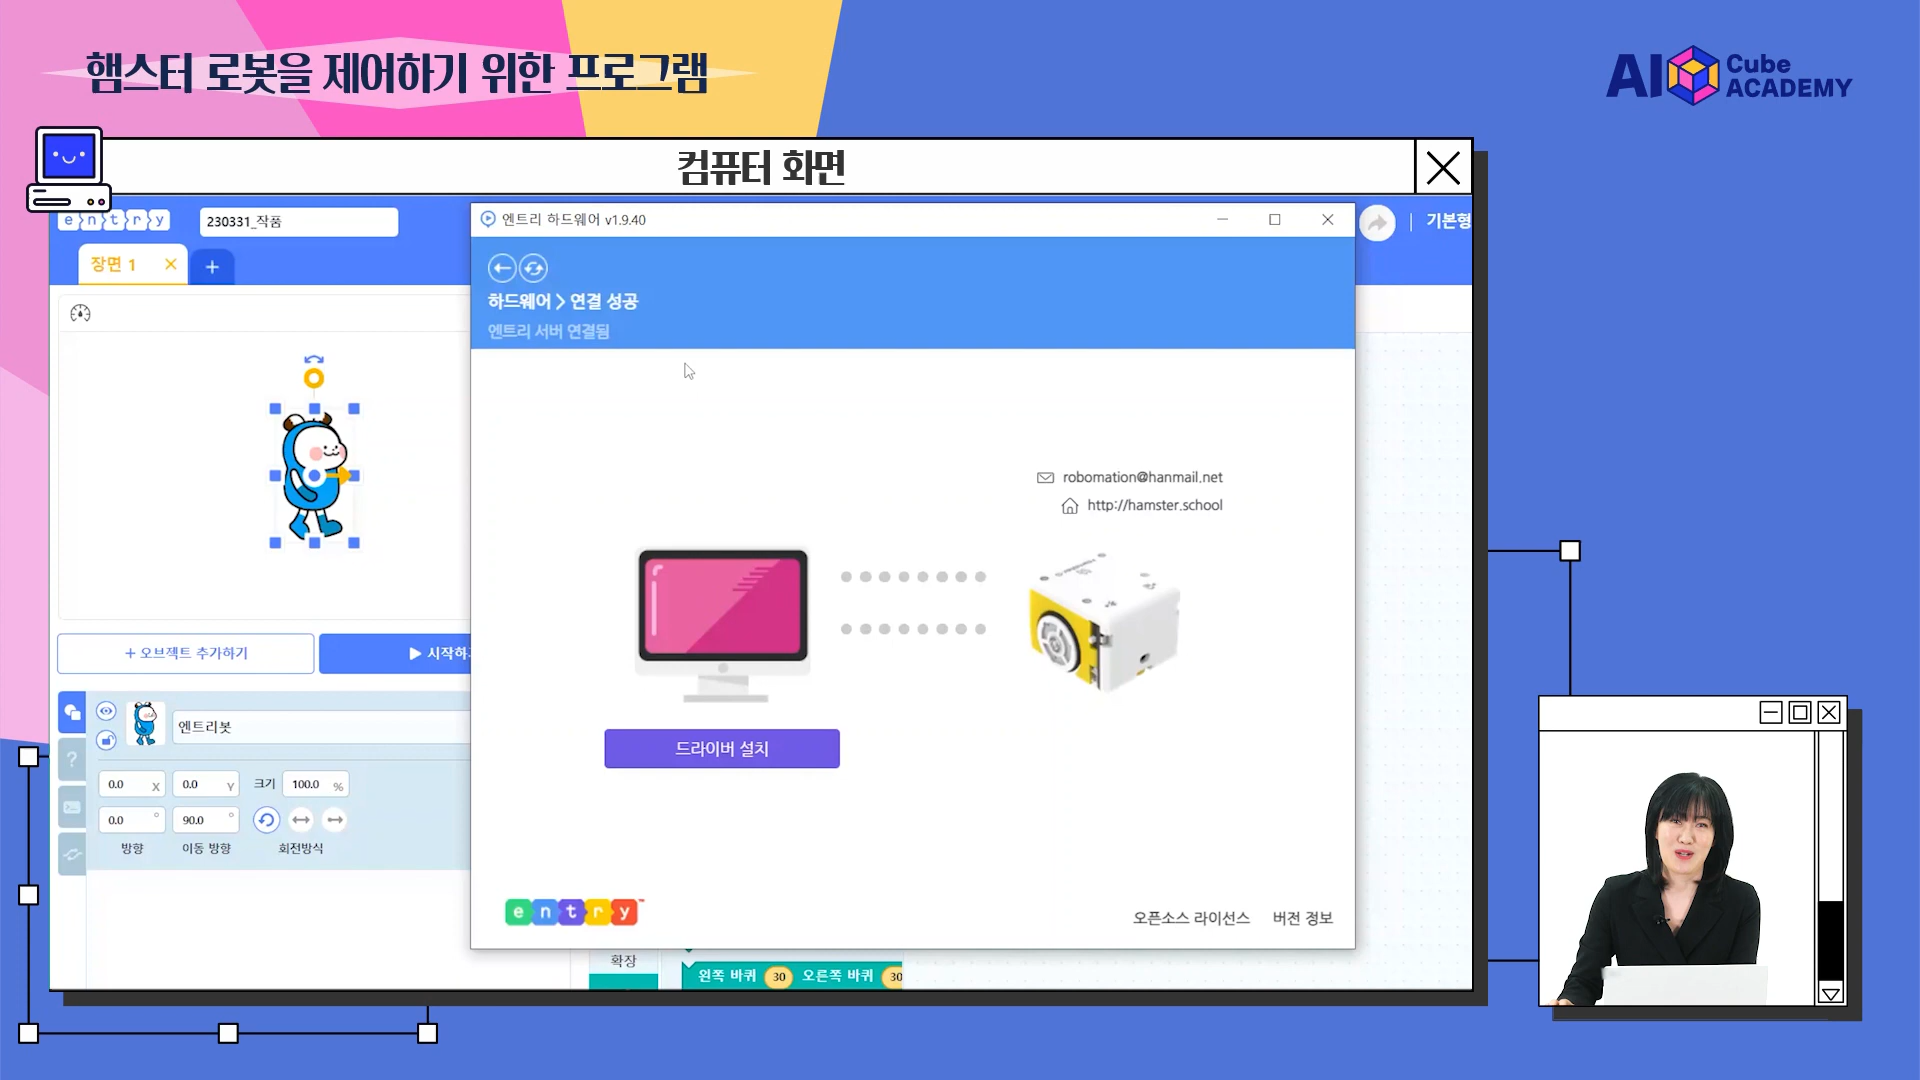 햄스터 로봇을 제어하기 위한 프로그램
AI Cube ACADEMY
컴퓨터 화면
entry
230331_작품
엔트리 하드웨어 v1.9.40
기본형
장면 1
+
하드웨어 > 연결 성공
엔트리 서버 연결됨
robomation@hanmail.net
http://hamster.school
+ 오브젝트 추가하기
시작하
엔트리봇
드라이버 설치
0.0 X
0.0 Y
크기 100.0 %
0.0 °
90.0 °
방향
이동 방향
회전방식
entry
오픈소스 라이선스
버전 정보
확장
왼쪽 바퀴 30 오른쪽 바퀴 30